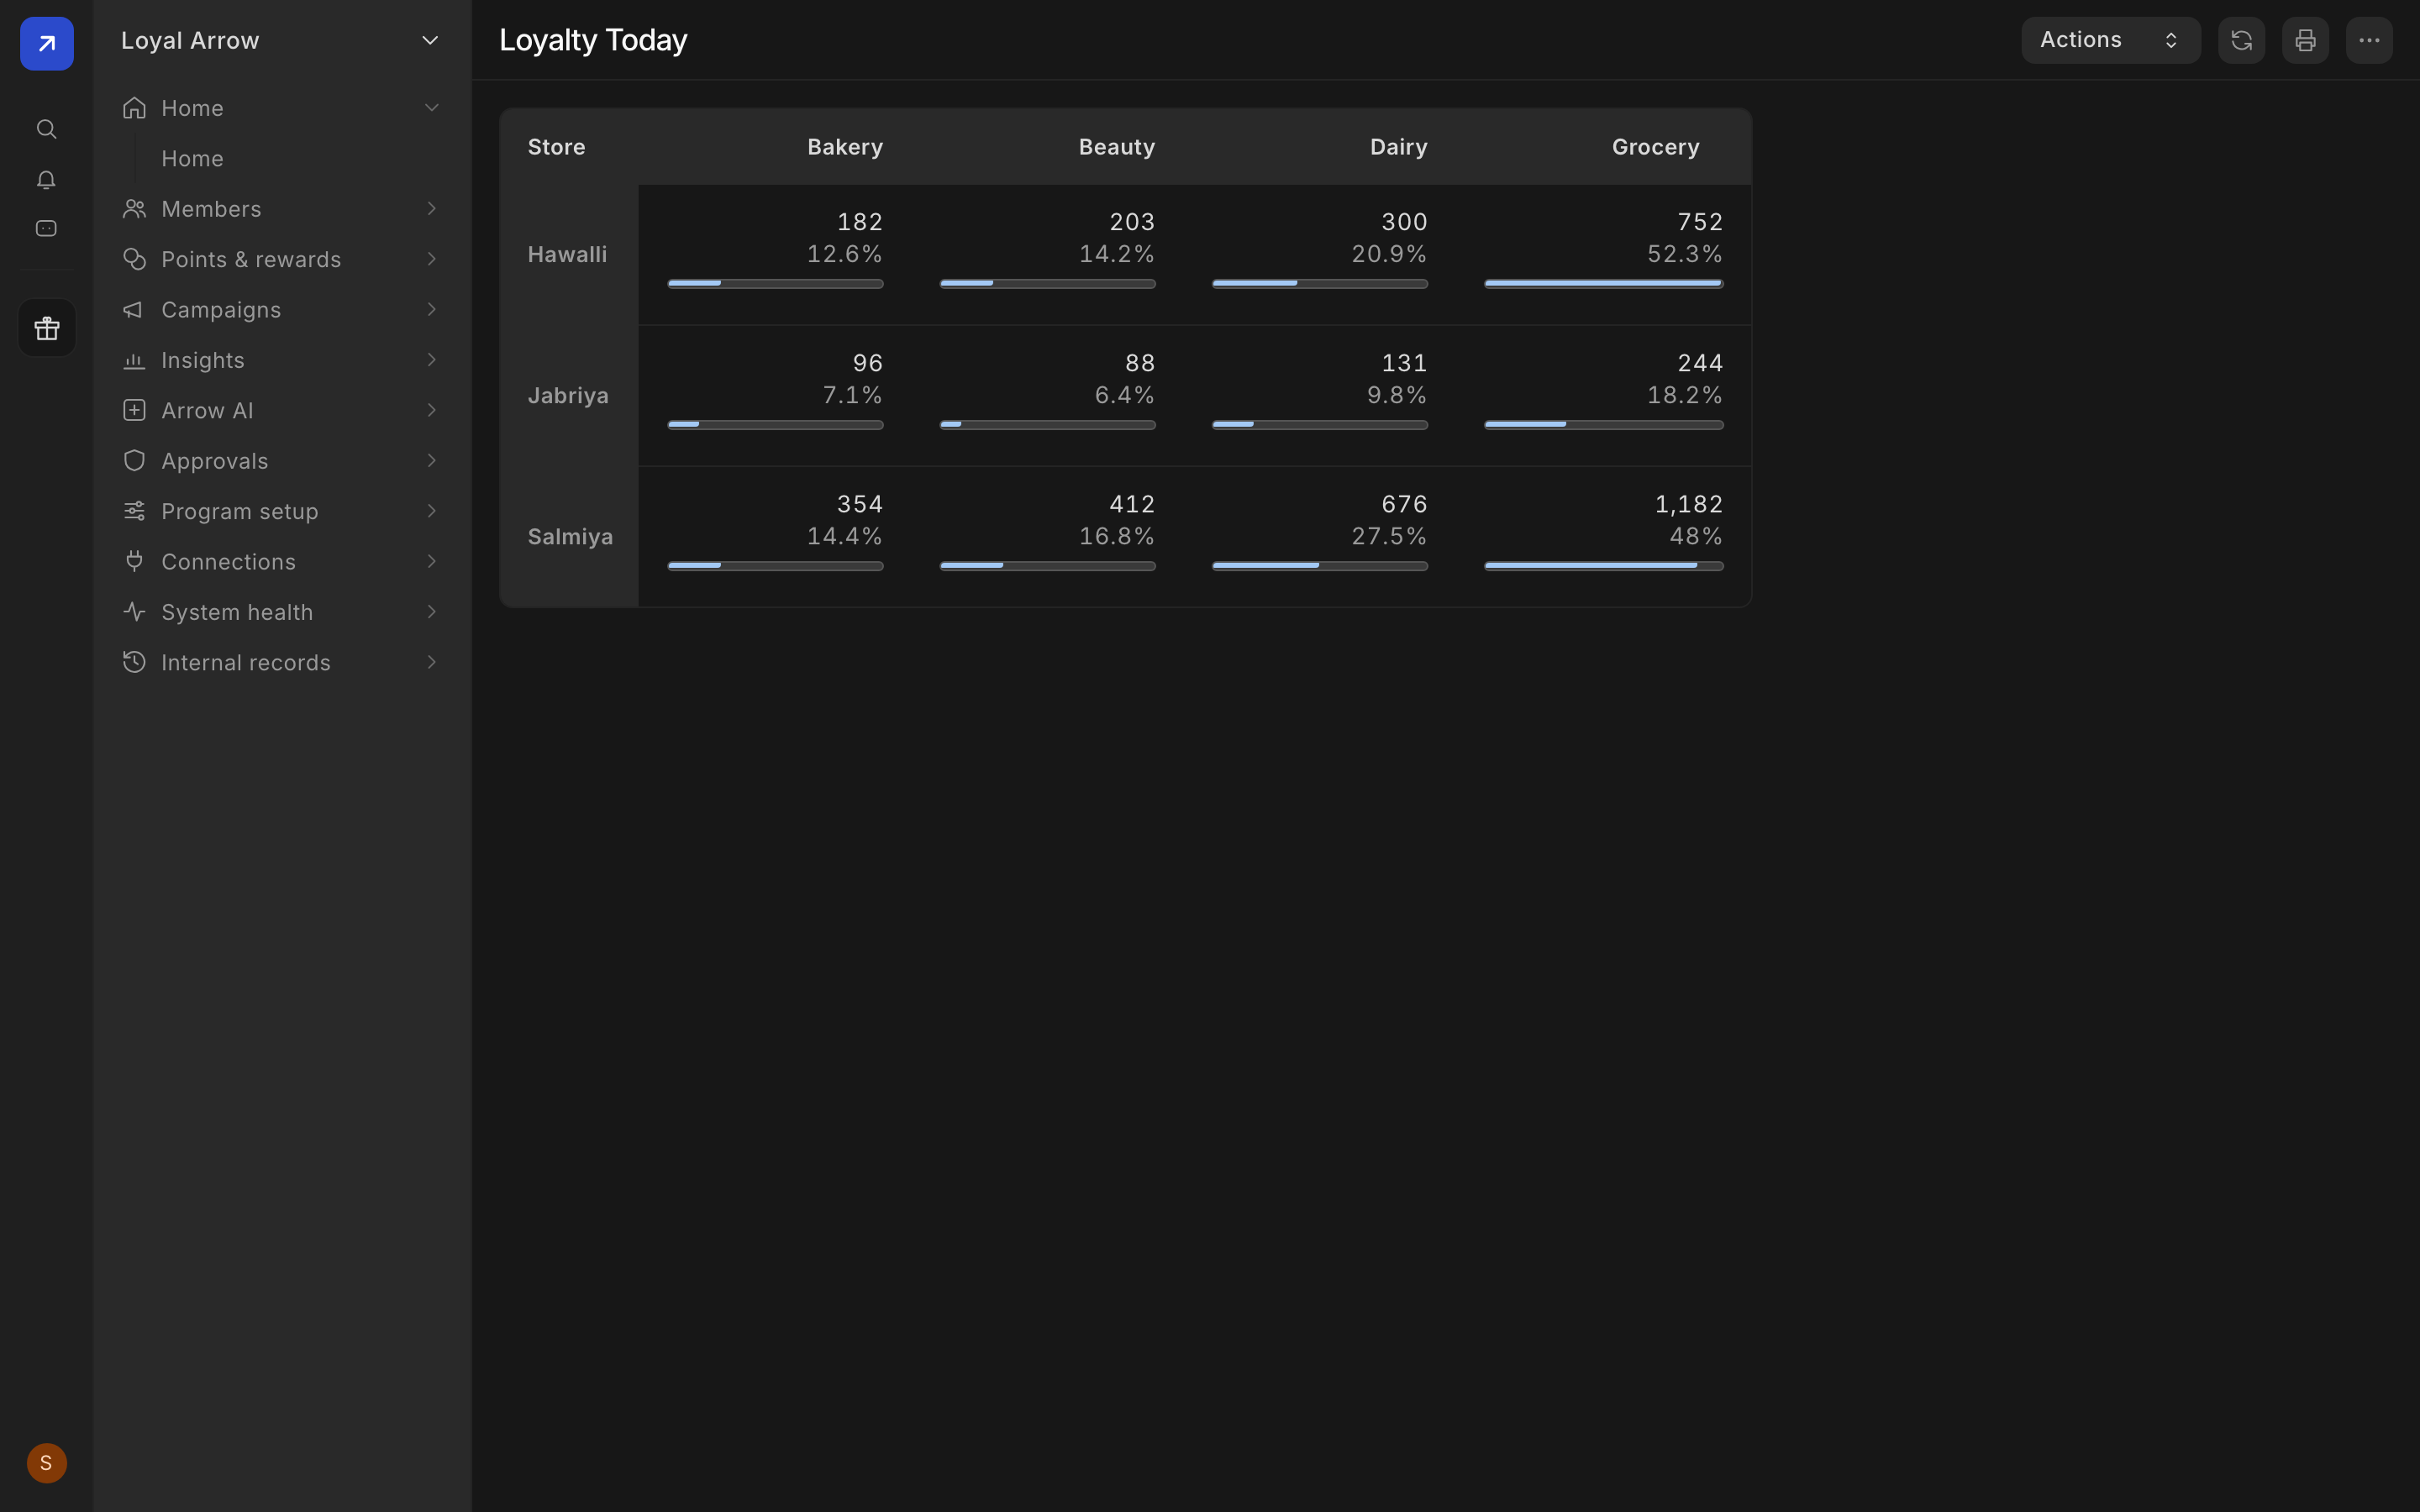 Loyal Arrow
Home
Home
Members
Points & rewards
Campaigns
Insights
Arrow AI
Approvals
Program setup
Connections
System health
Internal records
S
Loyalty Today
Actions
Store Bakery Beauty Dairy Grocery
Hawalli
182 203 300 752
12.6% 14.2% 20.9% 52.3%
Jabriya
96 88 131 244
7.1% 6.4% 9.8% 18.2%
Salmiya
354 412 676 1,182
14.4% 16.8% 27.5% 48%